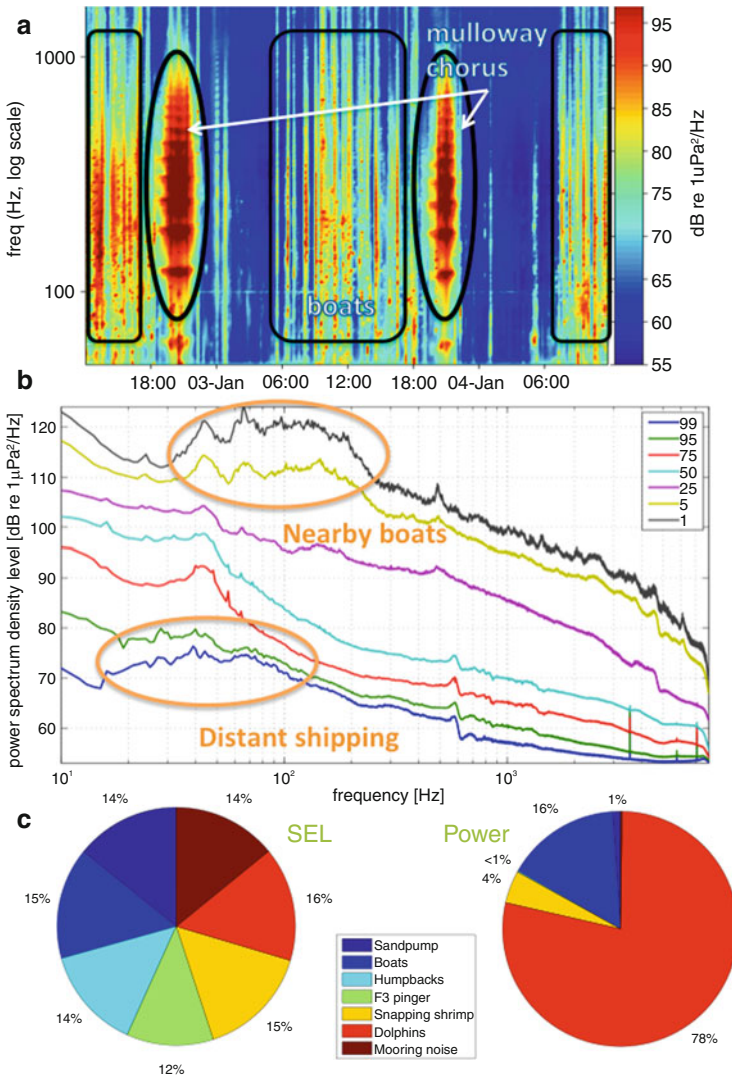 a
1000
100
freq (Hz, log scale)
mulloway
chorus
boats
18:00 03-Jan 06:00 12:00 18:00 04-Jan 06:00
95
90
85
80
75
70
65
60
55
dB re 1uPa²/Hz
b
120
110
100
90
80
70
60
power spectrum density level [dB re 1µPa²/Hz]
Nearby boats
Distant shipping
99
95
75
50
25
5
1
10¹ 10² 10³
frequency [Hz]
c
SEL
14% 14%
15% 16%
14% 15%
12%
Sandpump
Boats
Humpbacks
F3 pinger
Snapping shrimp
Dolphins
Mooring noise
Power
16% 1%
<1%
4%
78%